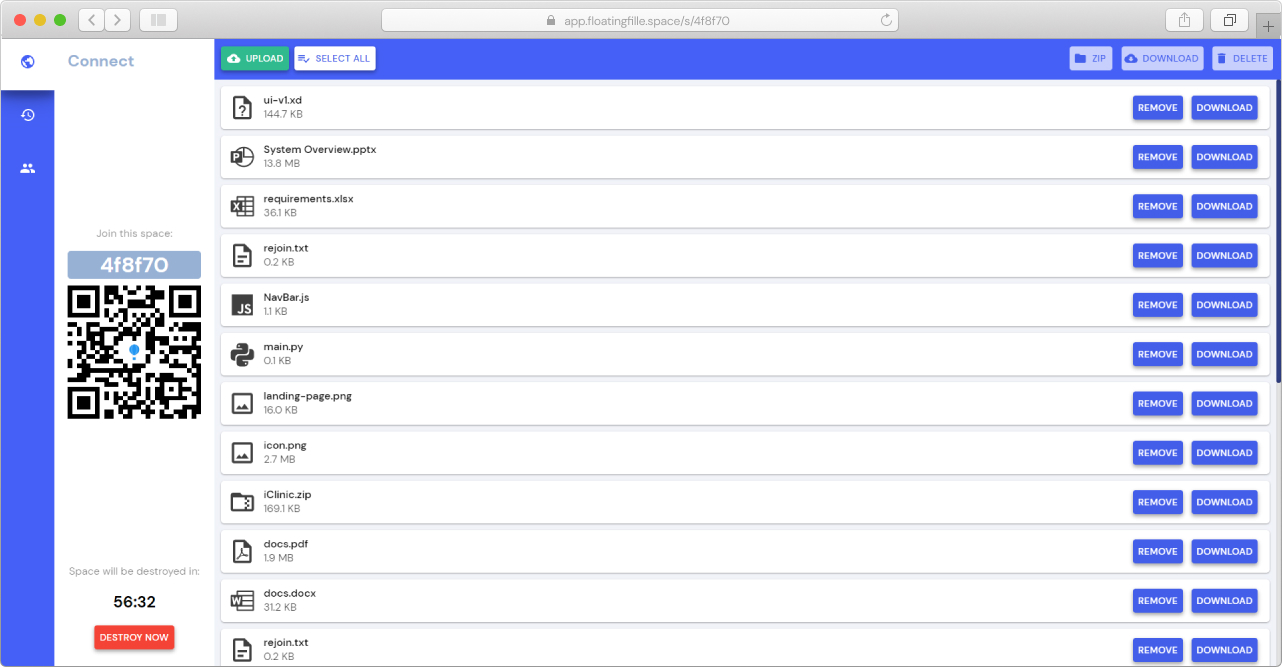 app.floatingfille.space/s/4f8f70
Connect
UPLOAD
SELECT ALL
ZIP
DOWNLOAD
DELETE
Join this space:
4f8f70
Space will be destroyed in:
56:32
DESTROY NOW
ui-v1.xd
144.7 KB
REMOVE DOWNLOAD
System Overview.pptx
13.8 MB
REMOVE DOWNLOAD
requirements.xlsx
36.1 KB
REMOVE DOWNLOAD
rejoin.txt
0.2 KB
REMOVE DOWNLOAD
JS
NavBar.js
1.1 KB
REMOVE DOWNLOAD
main.py
0.1 KB
REMOVE DOWNLOAD
landing-page.png
16.0 KB
REMOVE DOWNLOAD
icon.png
2.7 MB
REMOVE DOWNLOAD
iClinic.zip
169.1 KB
REMOVE DOWNLOAD
docs.pdf
1.9 MB
REMOVE DOWNLOAD
docs.docx
31.2 KB
REMOVE DOWNLOAD
rejoin.txt
0.2 KB
REMOVE DOWNLOAD